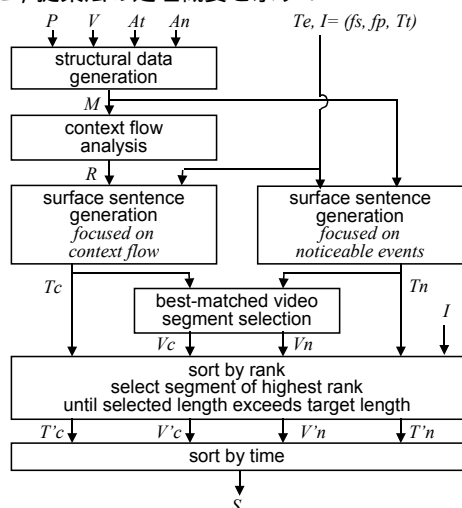 P V At An Te, I= (fs, fp, Tt)
structural data
generation
M
context flow
analysis
R
surface sentence
generation
focused on
context flow
surface sentence
generation
focused on
noticeable events
Tc
Tn
best-matched video
segment selection
I
Vc Vn
sort by rank
select segment of highest rank
until selected length exceeds target length
T'c V'c V'n T'n
sort by time
S